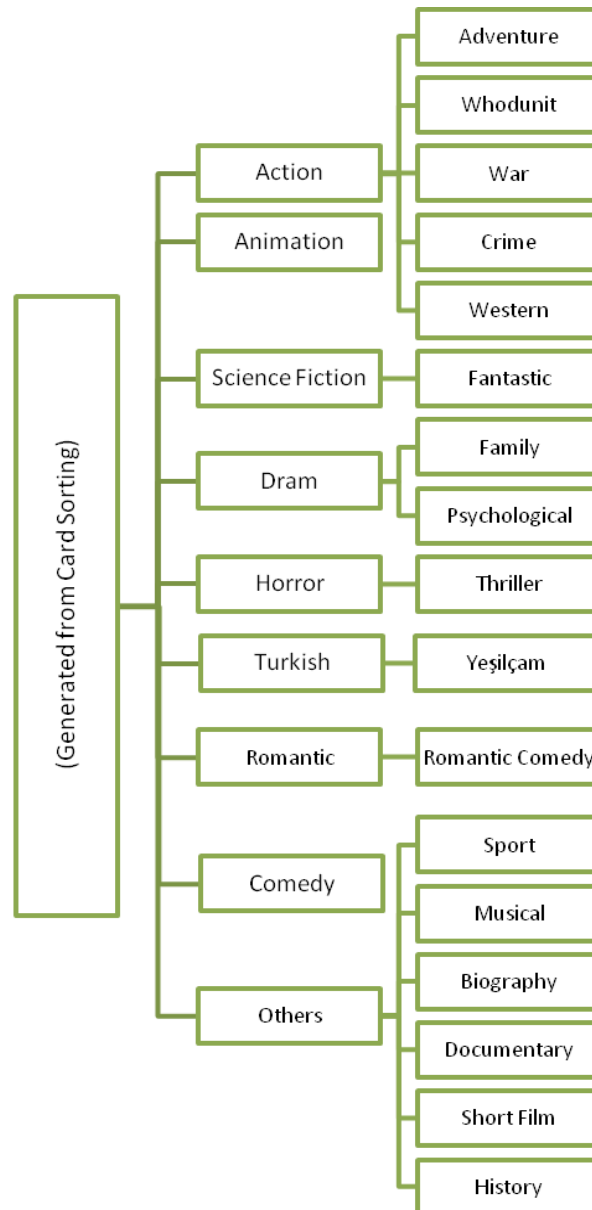 (Generated from Card Sorting)
Action
Adventure
Whodunit
War
Crime
Western
Animation
Science Fiction
Fantastic
Dram
Family
Psychological
Horror
Thriller
Turkish
Yeşilçam
Romantic
Romantic Comedy
Comedy
Others
Sport
Musical
Biography
Documentary
Short Film
History